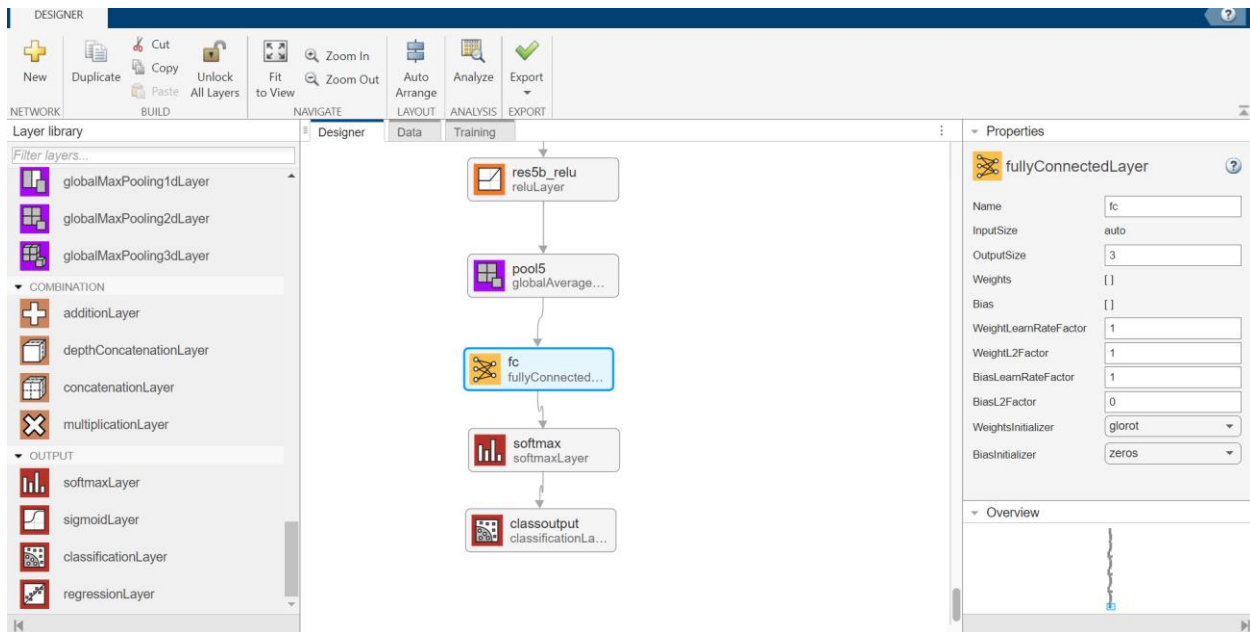 DESIGNER
?
New
Duplicate
Cut
Copy
Paste
Unlock
All Layers
Fit
to View
Zoom In
Zoom Out
Auto
Arrange
Analyze
Export
NETWORK
BUILD
NAVIGATE
LAYOUT
ANALYSIS
EXPORT
Layer library
Filter layers...
globalMaxPooling1dLayer
globalMaxPooling2dLayer
globalMaxPooling3dLayer
COMBINATION
additionLayer
depthConcatenationLayer
concatenationLayer
multiplicationLayer
OUTPUT
softmaxLayer
sigmoidLayer
classificationLayer
regressionLayer
Designer
Data
Training
res5b_relu
reluLayer
pool5
globalAverage...
fc
fullyConnected...
softmax
softmaxLayer
classoutput
classificationLa...
Properties
fullyConnectedLayer
?
Name fc
InputSize auto
OutputSize 3
Weights [ ]
Bias [ ]
WeightLearnRateFactor 1
WeightL2Factor 1
BiasLearnRateFactor 1
BiasL2Factor 0
WeightsInitializer glorot
BiasInitializer zeros
Overview